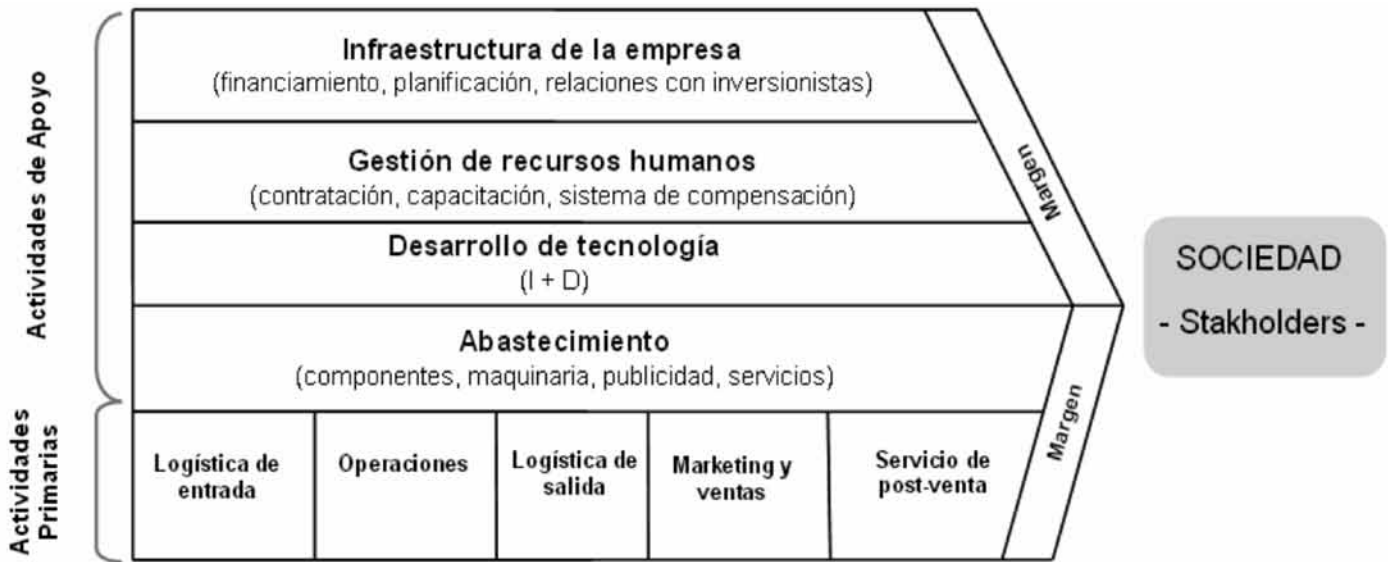 Actividades de Apoyo
Infraestructura de la empresa
(financiamiento, planificación, relaciones con inversionistas)
Gestión de recursos humanos
(contratación, capacitación, sistema de compensación)
Desarrollo de tecnología
(I + D)
Abastecimiento
(componentes, maquinaria, publicidad, servicios)
Margen
Margen
SOCIEDAD
- Stakholders -
Actividades
Primarias
Logística de
entrada
Operaciones
Logística de
salida
Marketing y
ventas
Servicio de
post-venta